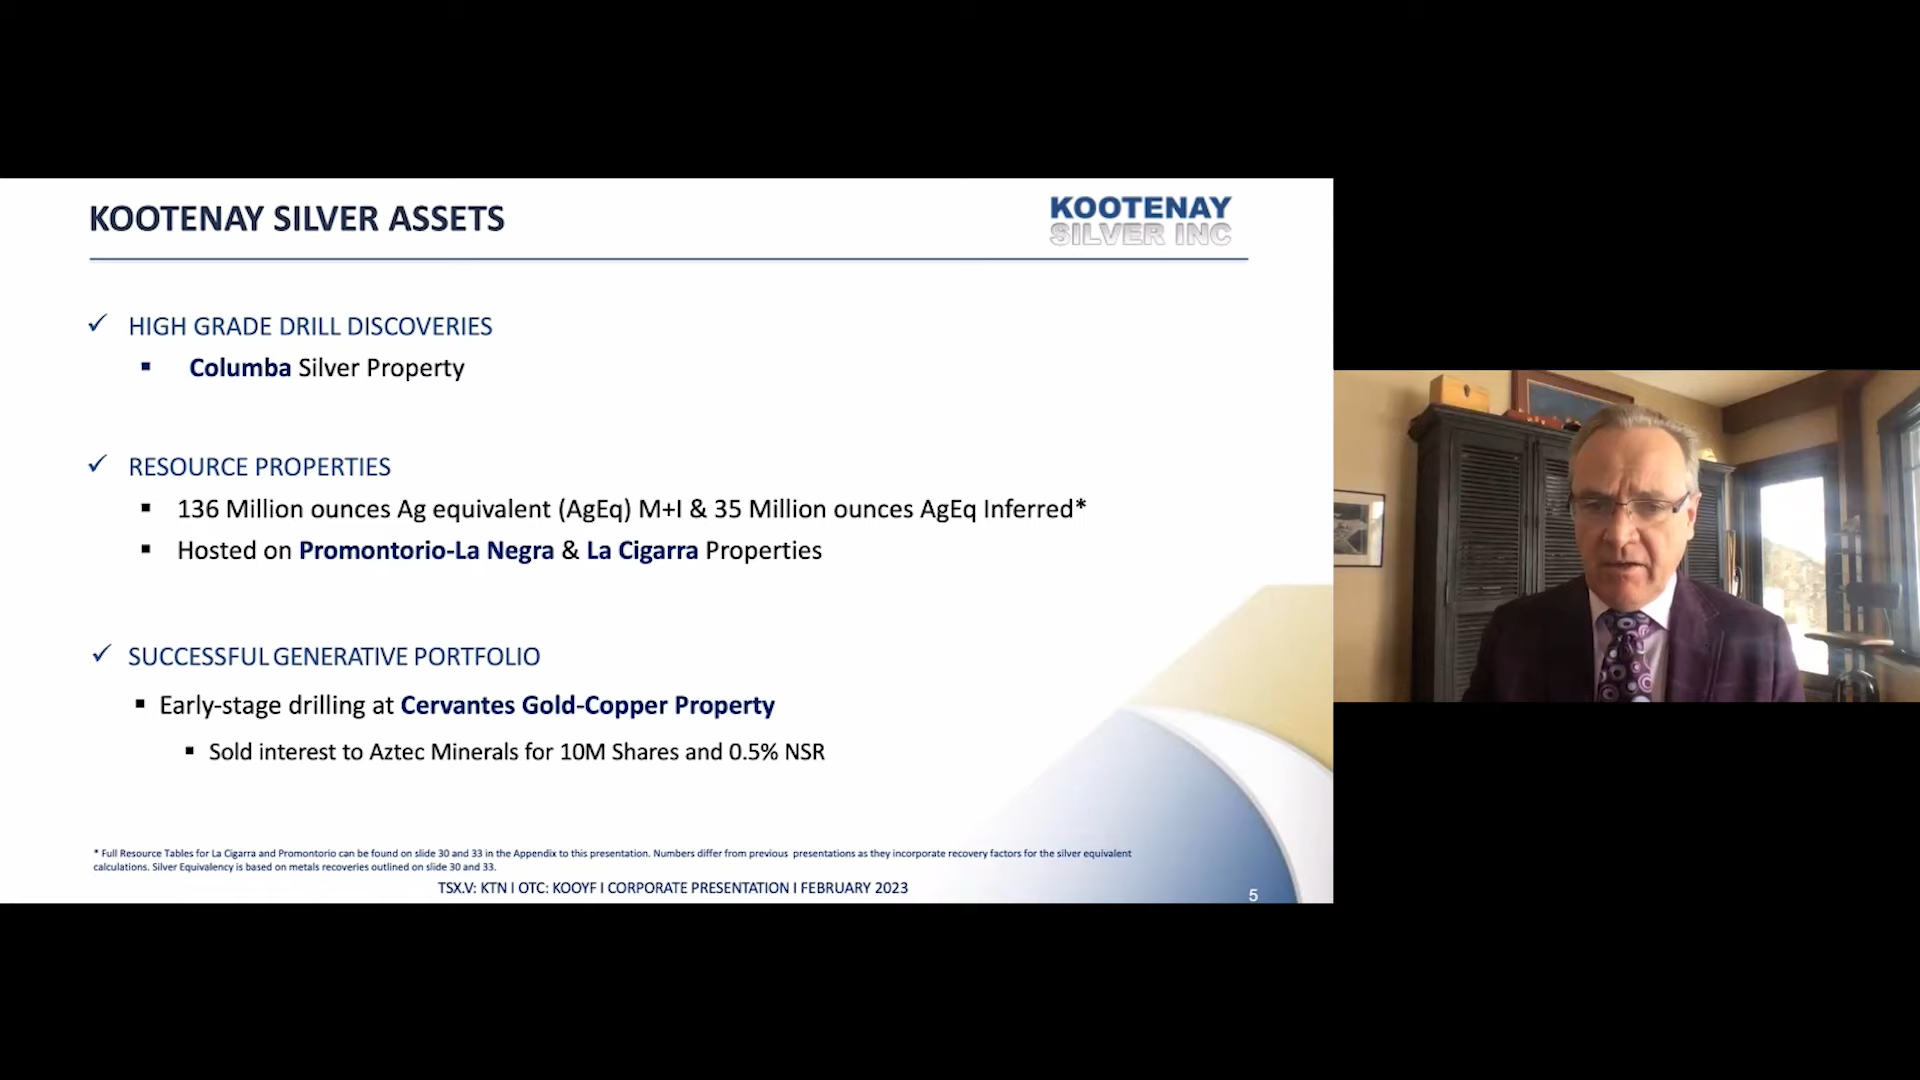 KOOTENAY SILVER ASSETS
KOOTENAY
SILVER INC
✓ HIGH GRADE DRILL DISCOVERIES
▪ Columba Silver Property
✓ RESOURCE PROPERTIES
▪ 136 Million ounces Ag equivalent (AgEq) M+I & 35 Million ounces AgEq Inferred*
▪ Hosted on Promontorio-La Negra & La Cigarra Properties
✓ SUCCESSFUL GENERATIVE PORTFOLIO
▪ Early-stage drilling at Cervantes Gold-Copper Property
▪ Sold interest to Aztec Minerals for 10M Shares and 0.5% NSR
* Full Resource Tables for La Cigarra and Promontorio can be found on slide 30 and 33 in the Appendix to this presentation. Numbers differ from previous presentations as they incorporate recovery factors for the silver equivalent
calculations. Silver Equivalency is based on metals recoveries outlined on slide 30 and 33.
TSX.V: KTN I OTC: KOOYF I CORPORATE PRESENTATION I FEBRUARY 2023
5